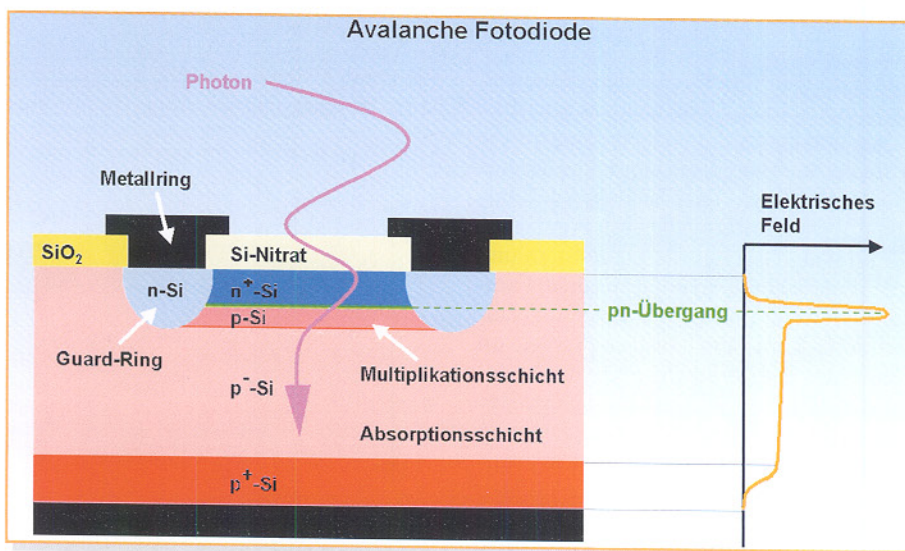 Avalanche Fotodiode
Photon
Metallring
Elektrisches
Feld
SiO2
Si-Nitrat
n-Si
n+-Si
pn-Übergang
p-Si
Guard-Ring
Multiplikationsschicht
p--Si
Absorptionsschicht
p+-Si